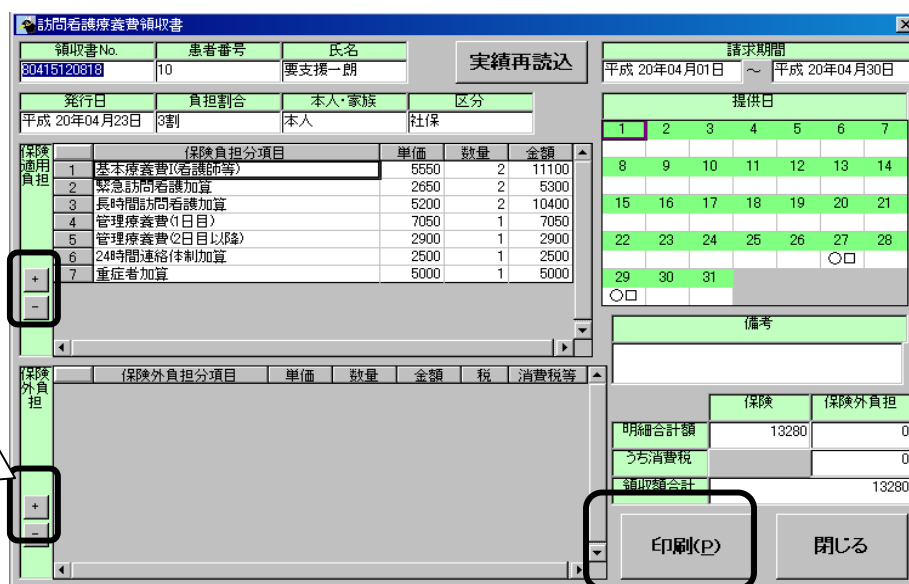 訪問看護療養費領収書
領収書No. 患者番号 氏名
80415120818 10 要支援一朗
実績再読込
請求期間
平成 20年04月01日 ～ 平成 20年04月30日
発行日 負担割合 本人・家族 区分
平成 20年04月23日 3割 本人 社保
提供日
1 2 3 4 5 6 7
8 9 10 11 12 13 14
15 16 17 18 19 20 21
22 23 24 25 26 27 28
○□
29 30 31
○□
保険適用負担
保険負担分項目 単価 数量 金額
1 基本療養費I(看護師等) 5550 2 11100
2 緊急訪問看護加算 2650 2 5300
3 長時間訪問看護加算 5200 2 10400
4 管理療養費(1日目) 7050 1 7050
5 管理療養費(2日目以降) 2900 1 2900
6 24時間連絡体制加算 2500 1 2500
7 重症者加算 5000 1 5000
+
-
備考
保険外負担
保険外負担分項目 単価 数量 金額 税 消費税等
+
-
保険 保険外負担
明細合計額 13280 0
うち消費税 0
領収額合計 13280
印刷(P) 閉じる